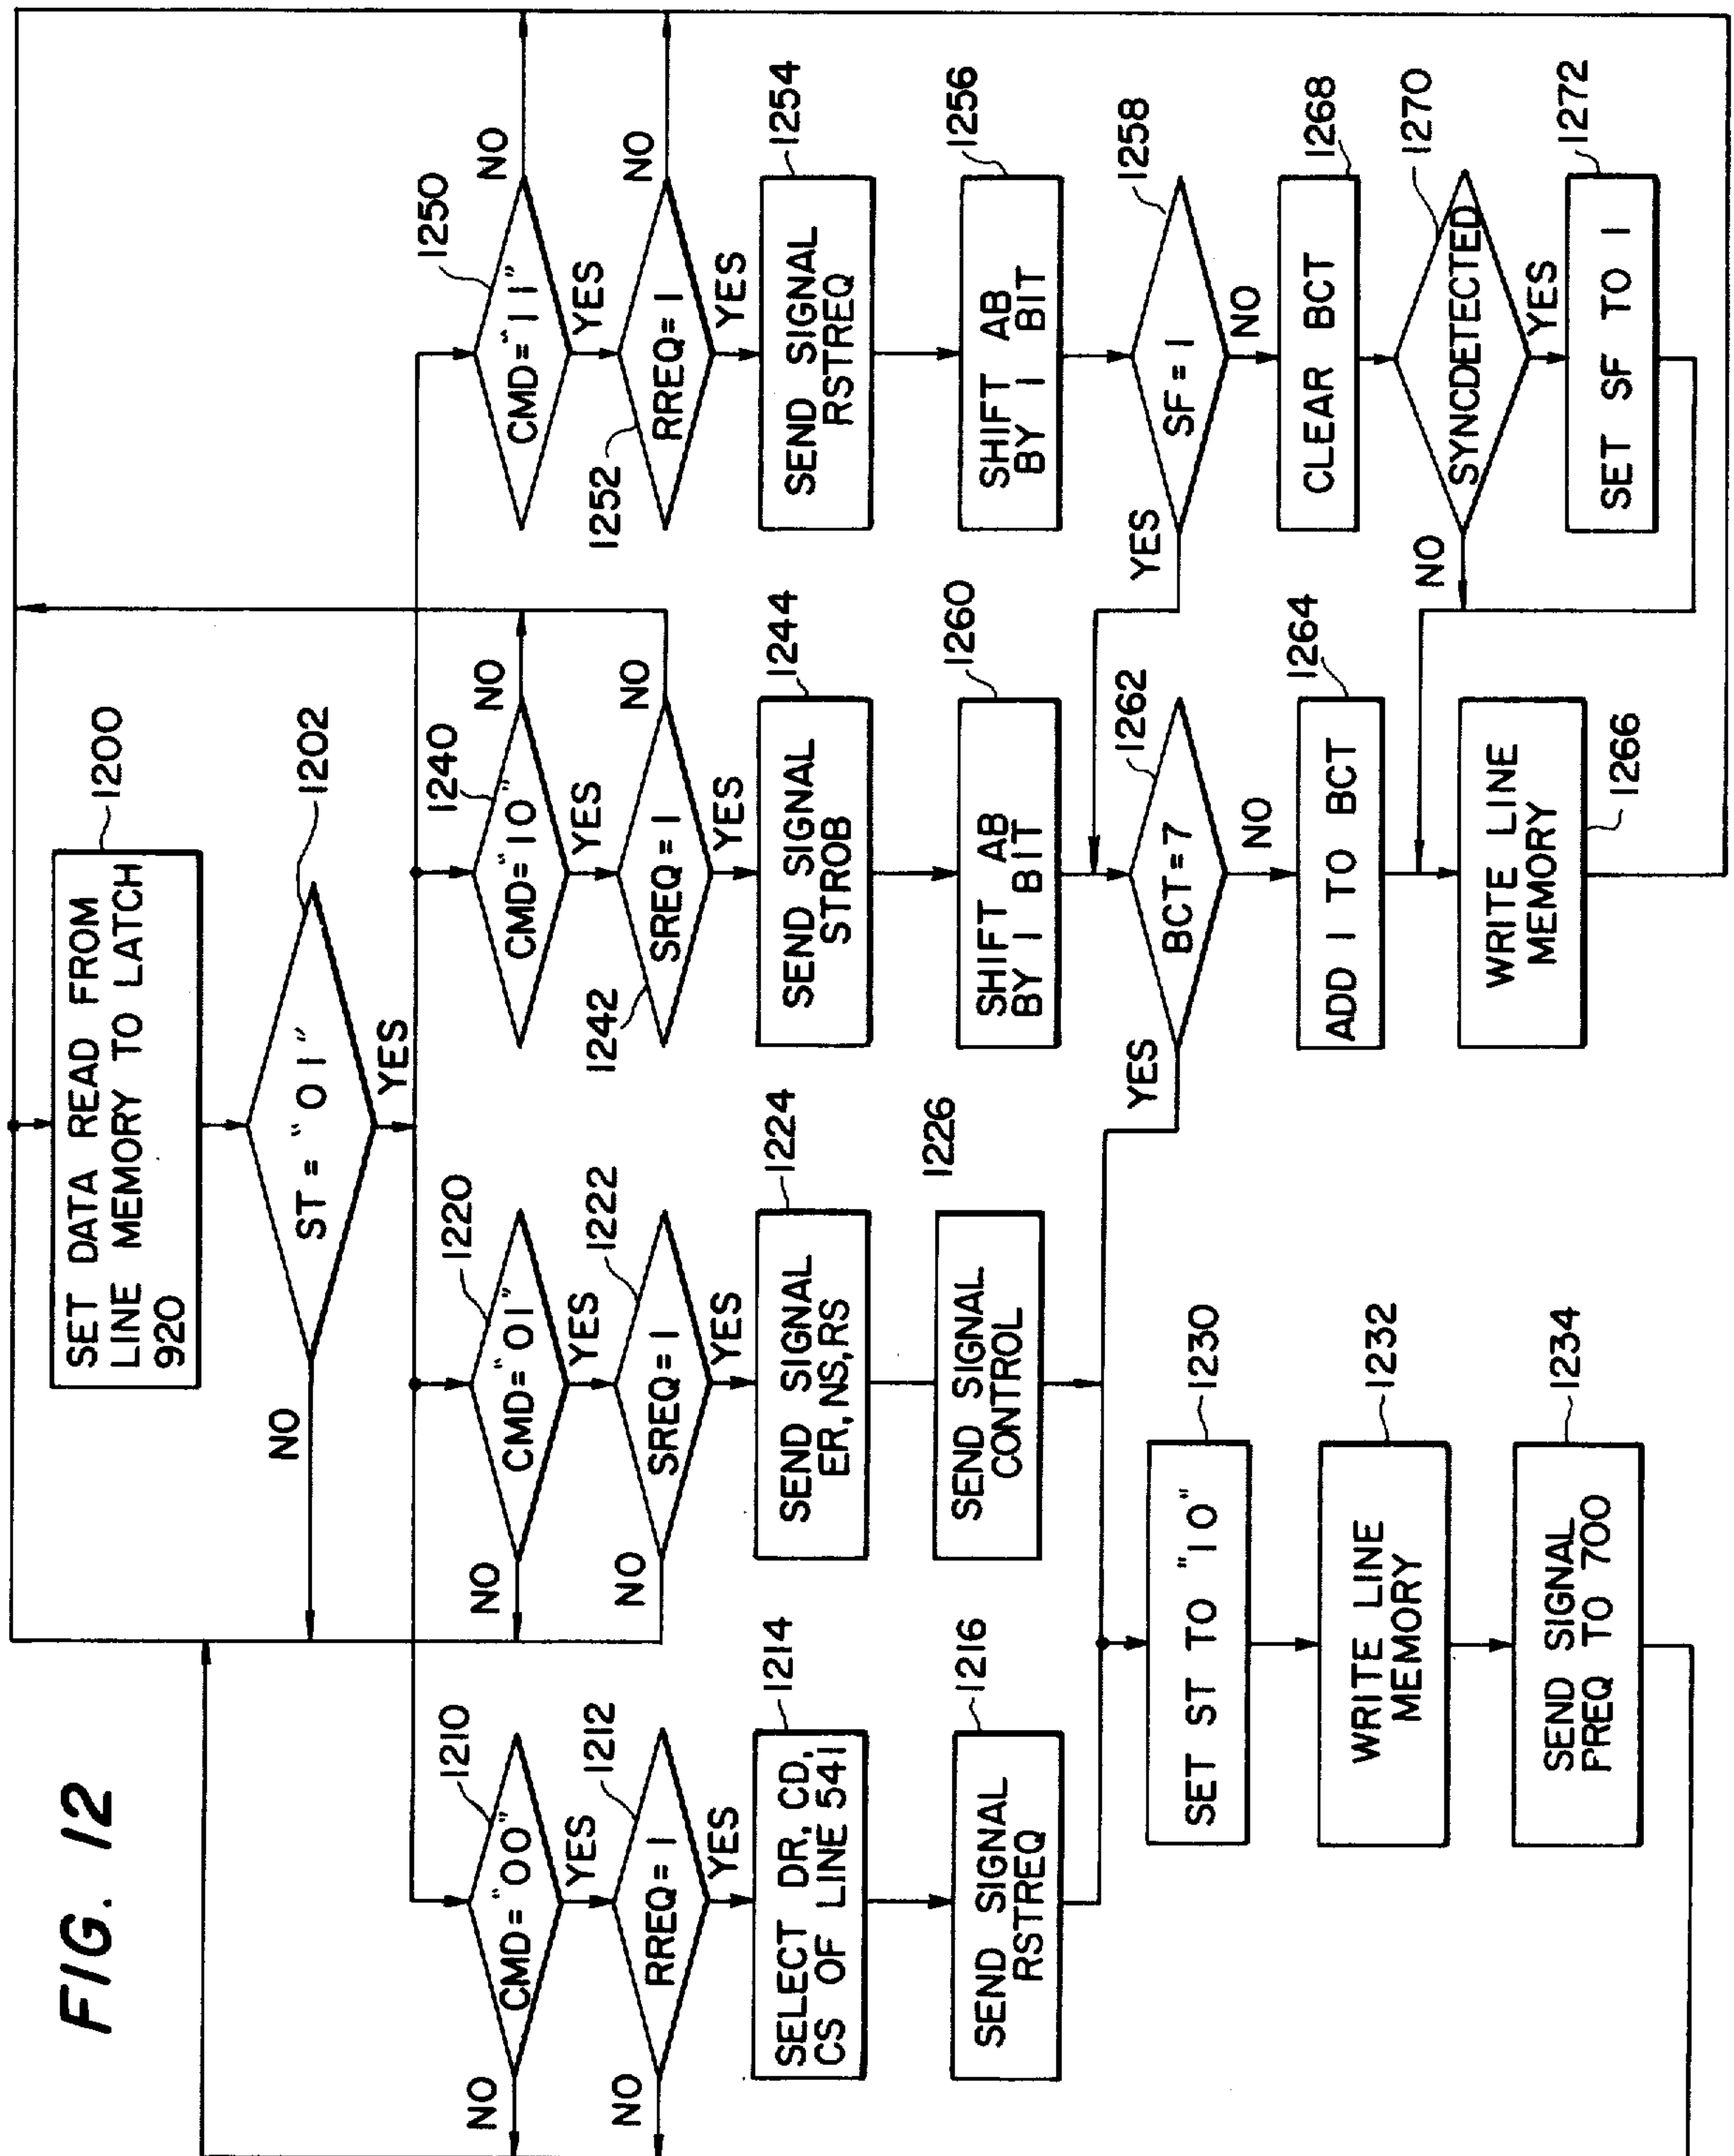 FIG. 12
SET DATA READ FROM
LINE MEMORY TO LATCH
920
1200
ST = "01"
1202
NO
YES
CMD="00"
1210
NO
YES
RREQ=1
1212
NO
YES
SELECT DR, CD,
CS OF LINE 541
1214
SEND SIGNAL
RSTREQ
1216
CMD="01"
1220
NO
YES
SREQ=1
1222
NO
YES
SEND SIGNAL
ER,NS,RS
1224
SEND SIGNAL
CONTROL
1226
SET ST TO "10"
1230
WRITE LINE
MEMORY
1232
SEND SIGNAL
PREQ TO 700
1234
CMD="10"
1240
NO
YES
SREQ=1
1242
NO
YES
SEND SIGNAL
STROB
1244
SHIFT AB
BY 1 BIT
1260
BCT=7
1262
YES
NO
ADD 1 TO BCT
1264
WRITE LINE
MEMORY
1266
CMD="11"
1250
NO
YES
RREQ=1
1252
NO
YES
SEND SIGNAL
RSTREQ
1254
SHIFT AB
BY 1 BIT
1256
SF=1
1258
YES
NO
CLEAR BCT
1268
SYNCDETECTED
1270
NO
YES
SET SF TO 1
1272